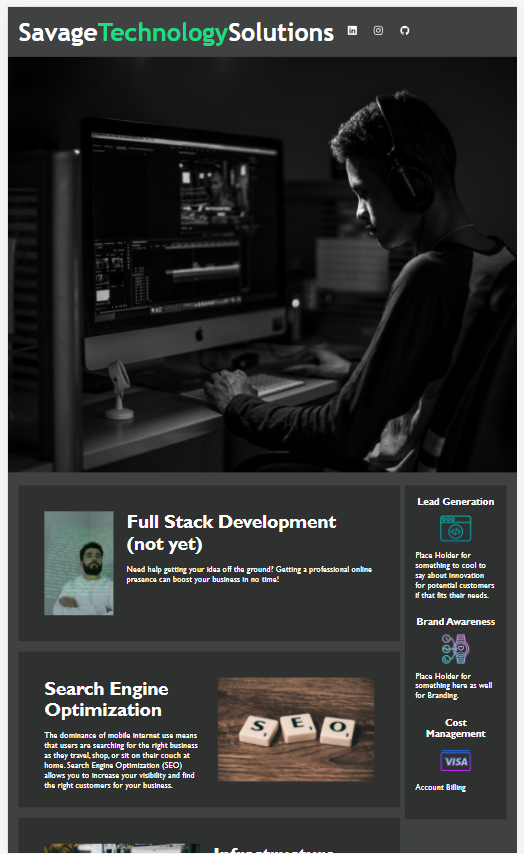 SavageTechnologySolutions
Full Stack Development
(not yet)
Need help getting your idea off the ground? Getting a professional online
presence can boost your business in no time!
Search Engine
Optimization
The dominance of mobile internet use means
that users are searching for the right business
as they travel, shop, or sit on their couch at
home. Search Engine Optimization (SEO)
allows you to increase your visibility and find
the right customers for your business.
S E O
Lead Generation
Place Holder for
something to cool to
say about innovation
for potential customers
if that fits their needs.
Brand Awareness
Place Holder for
something here as well
for Branding.
Cost
Management
VISA
Account Billing